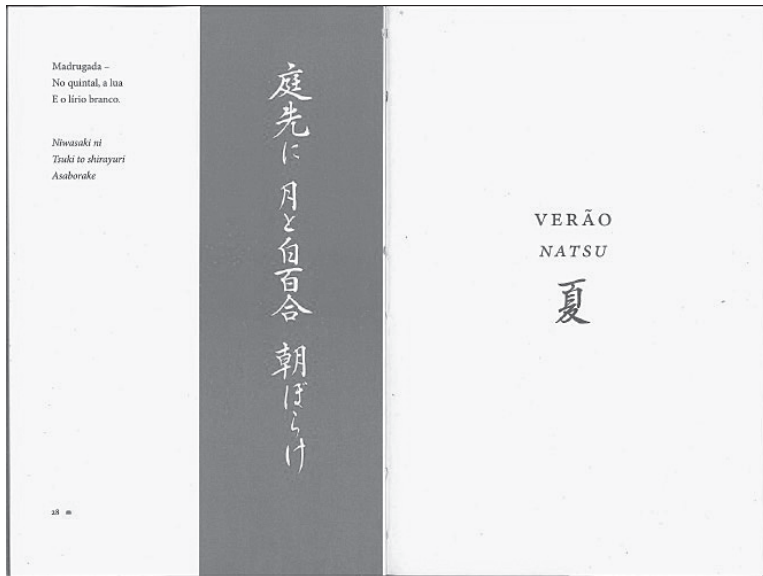 Madrugada –
No quintal, a lua
E o lírio branco.
Niwasaki ni
Tsuki to shirayuri
Asaborake
28
庭先に 月と白百合 朝ぼらけ
VERÃO
NATSU
夏